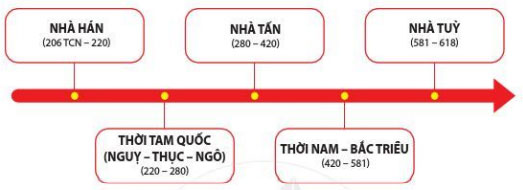 NHÀ HÁN
(206 TCN – 220)
THỜI TAM QUỐC
(NGUỴ – THỤC – NGÔ)
(220 – 280)
NHÀ TẤN
(280 – 420)
THỜI NAM – BẮC TRIỀU
(420 – 581)
NHÀ TUỲ
(581 – 618)